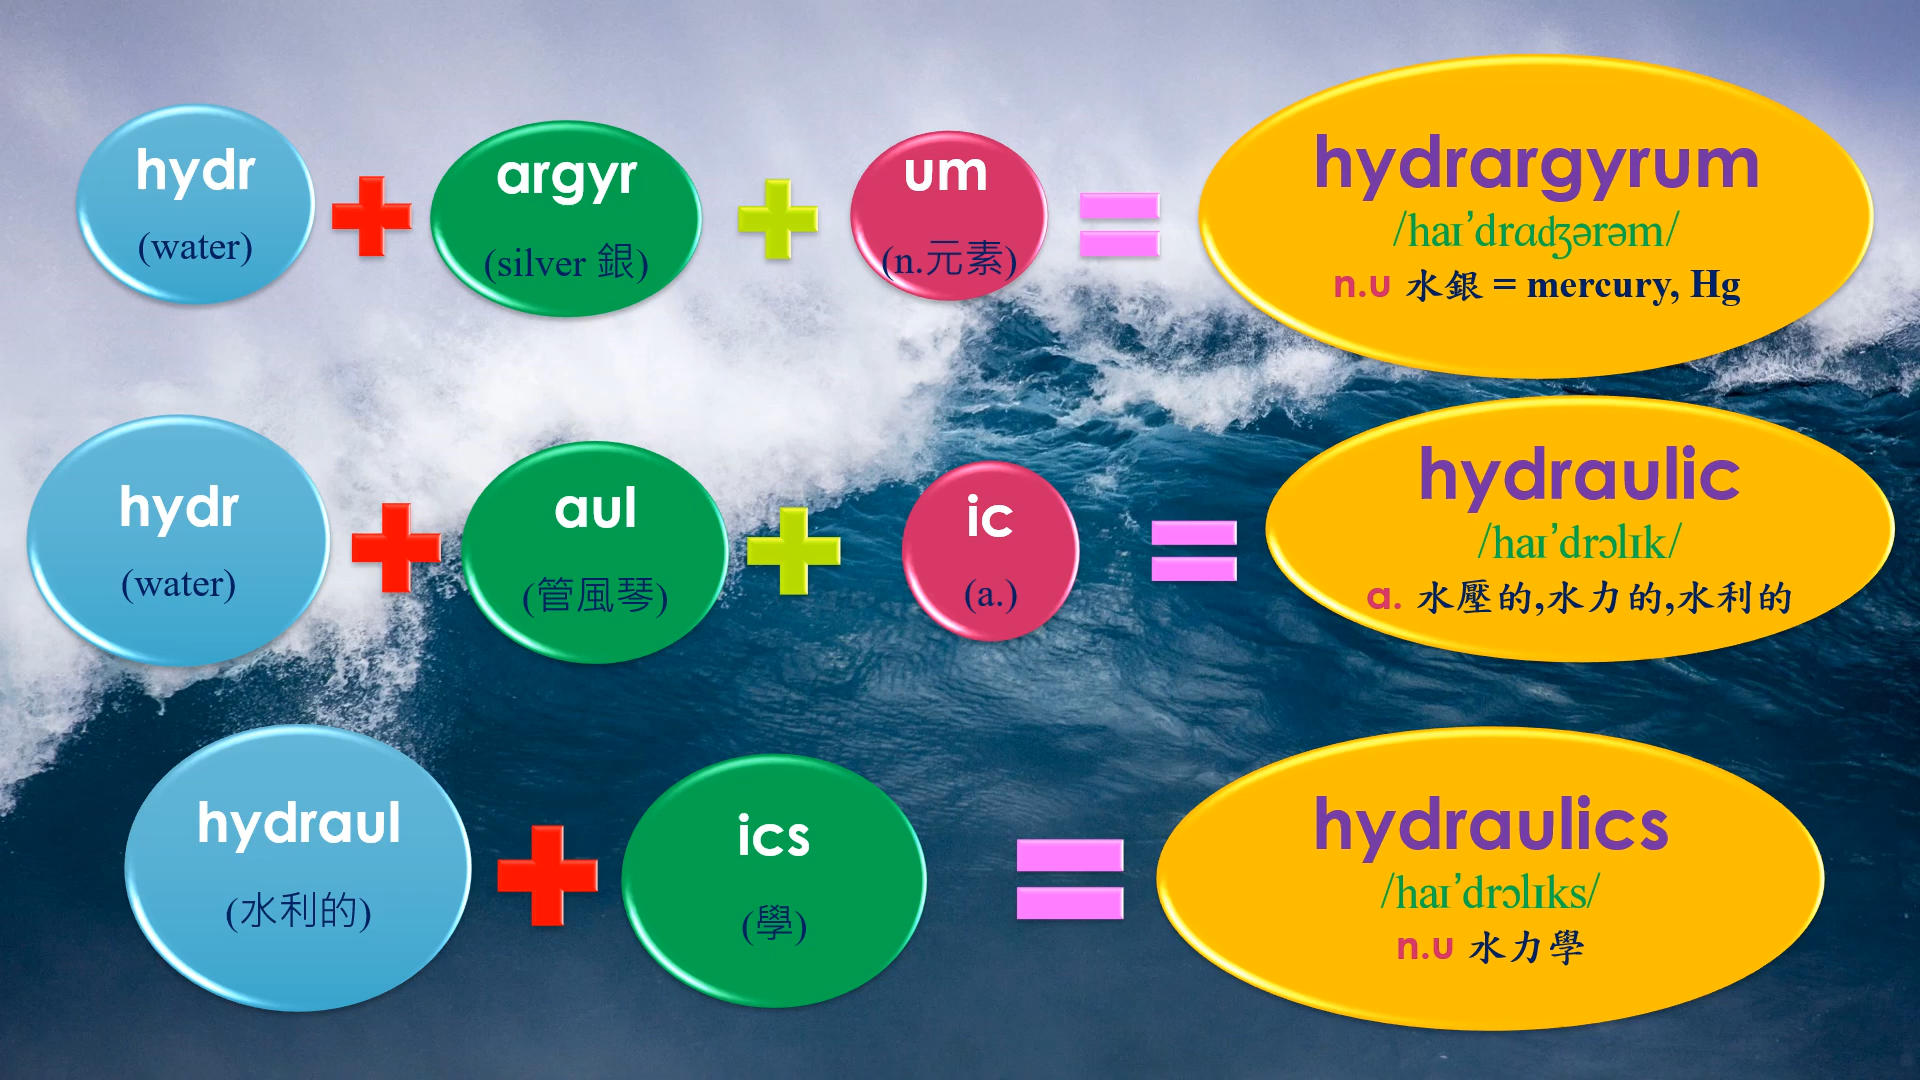 hydr
(water)
argyr
(silver 銀)
um
(n.元素)
hydrargyrum
/haɪˈdrɑdʒərəm/
n.u 水銀 = mercury, Hg
hydr
(water)
aul
(管風琴)
ic
(a.)
hydraulic
/haɪˈdrɔlɪk/
a. 水壓的,水力的,水利的
hydraul
(水利的)
ics
(學)
hydraulics
/haɪˈdrɔlɪks/
n.u 水力學